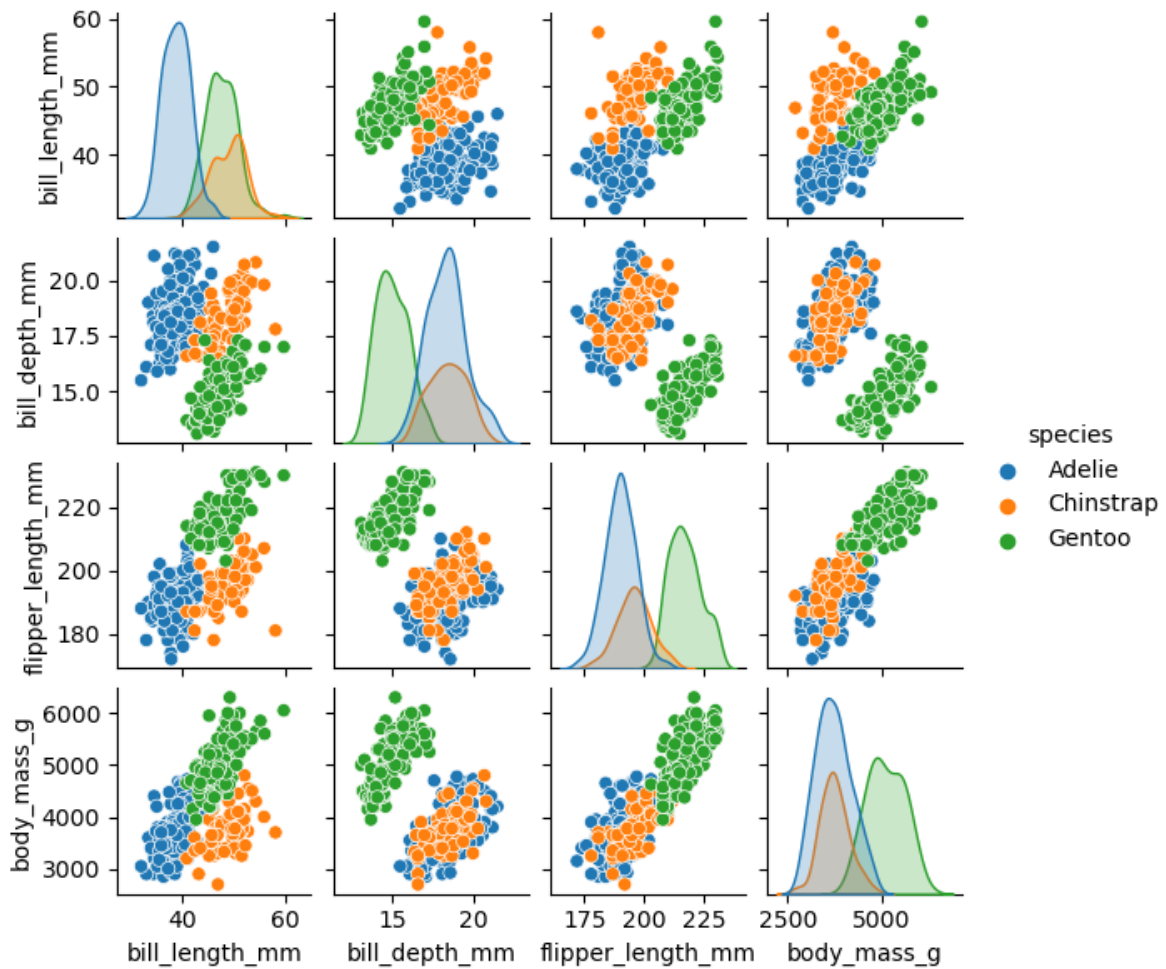 bill_length_mm
60
50
40
bill_depth_mm
20.0
17.5
15.0
flipper_length_mm
220
200
180
body_mass_g
6000
5000
4000
3000
40 60
15 20
175 200 225
2500 5000
bill_length_mm
bill_depth_mm
flipper_length_mm
body_mass_g
species
Adelie
Chinstrap
Gentoo